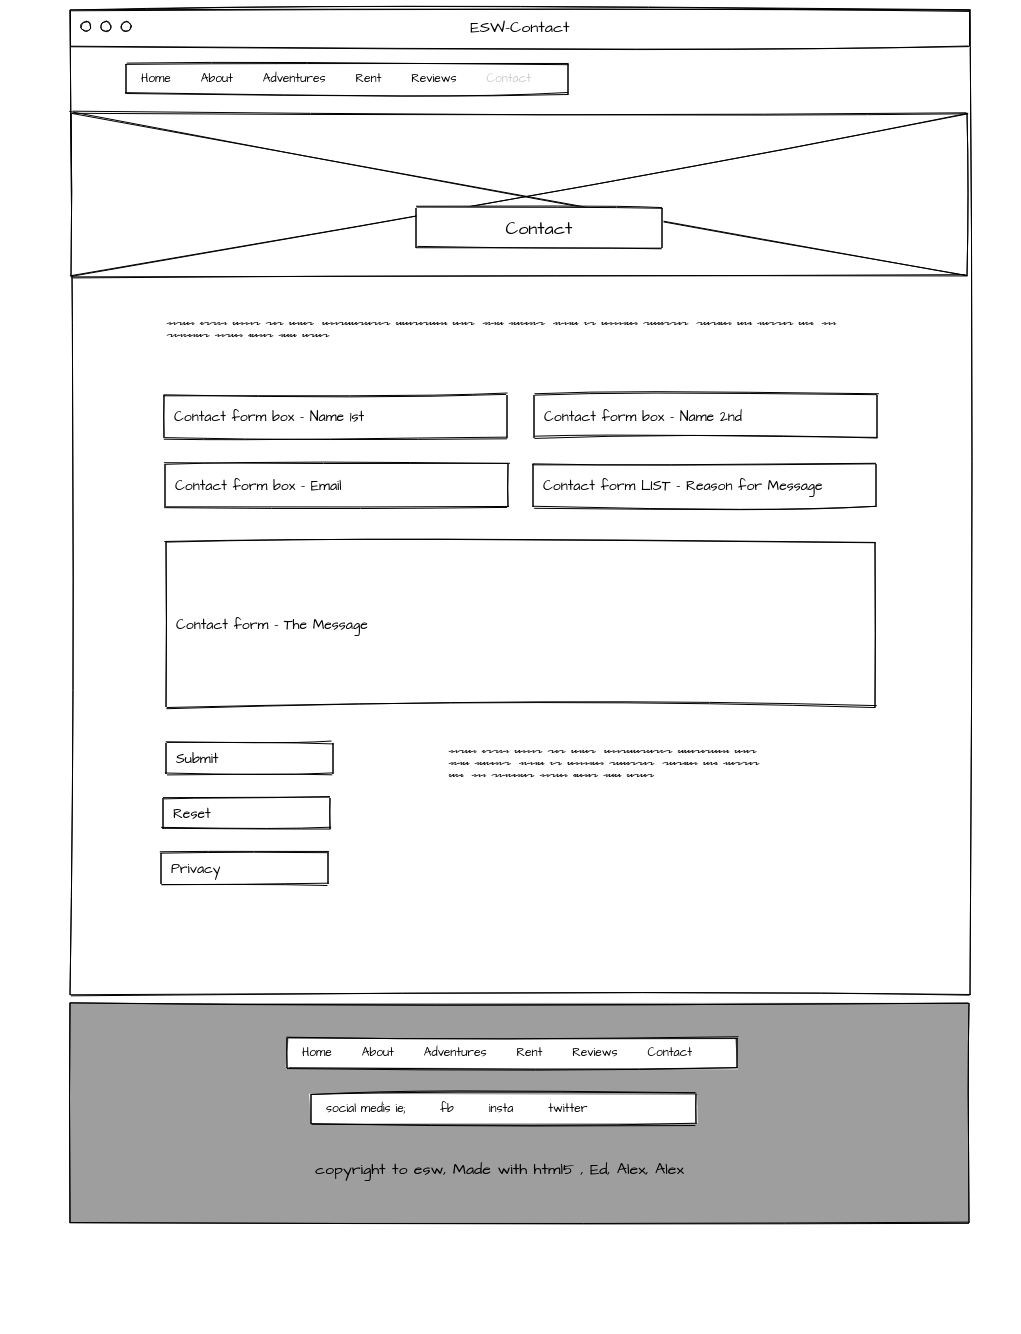 ESW-Contact
Home About Adventures Rent Reviews Contact
Contact
Contact form box - Name 1st
Contact form box - Name 2nd
Contact form box - Email
Contact form LIST - Reason for Message
Contact form - The Message
Submit
Reset
Privacy
Home About Adventures Rent Reviews Contact
social medis ie; fb insta twitter
copyright to esw, Made with html5 , Ed, Alex, Alex